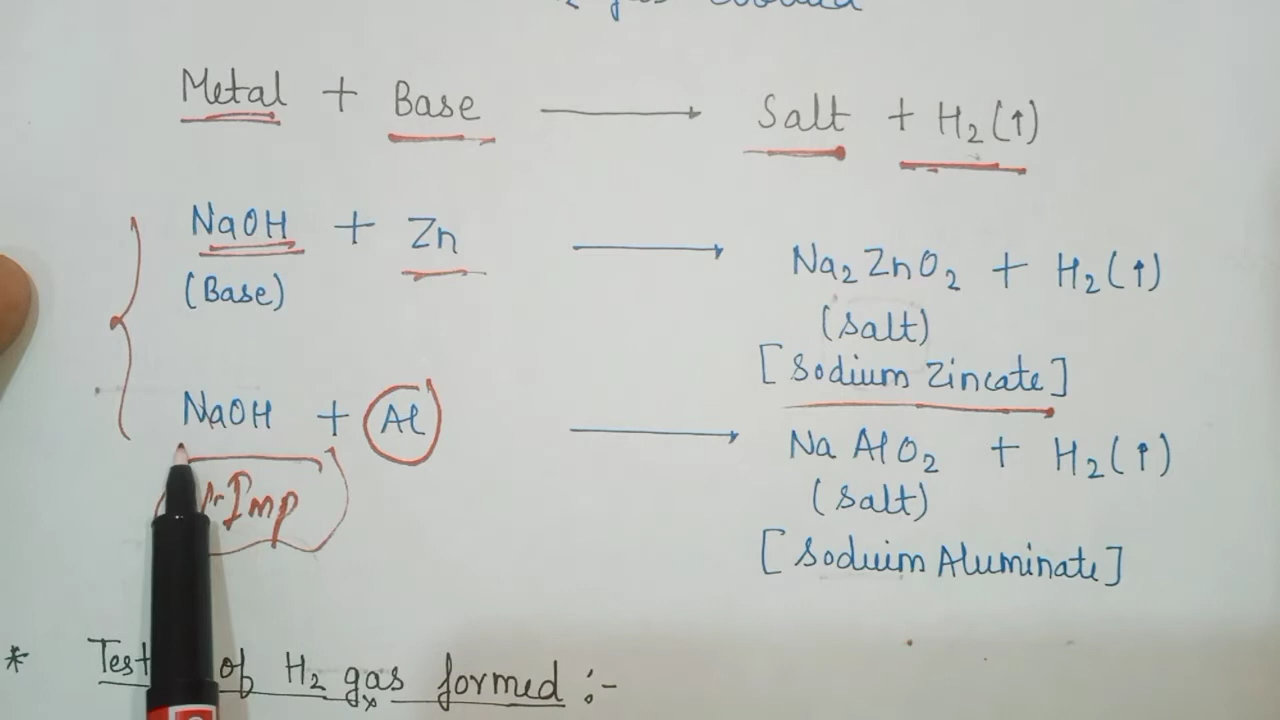 gas
Metal + Base → Salt + H₂(↑)
NaOH + Zn → Na₂ZnO₂ + H₂(↑)
(Base)
(Salt)
[Sodium Zincate]
NaOH + Al → NaAlO₂ + H₂(↑)
(Salt)
Imp
[Soduim Aluminate]
* Test of H₂ gas formed :-